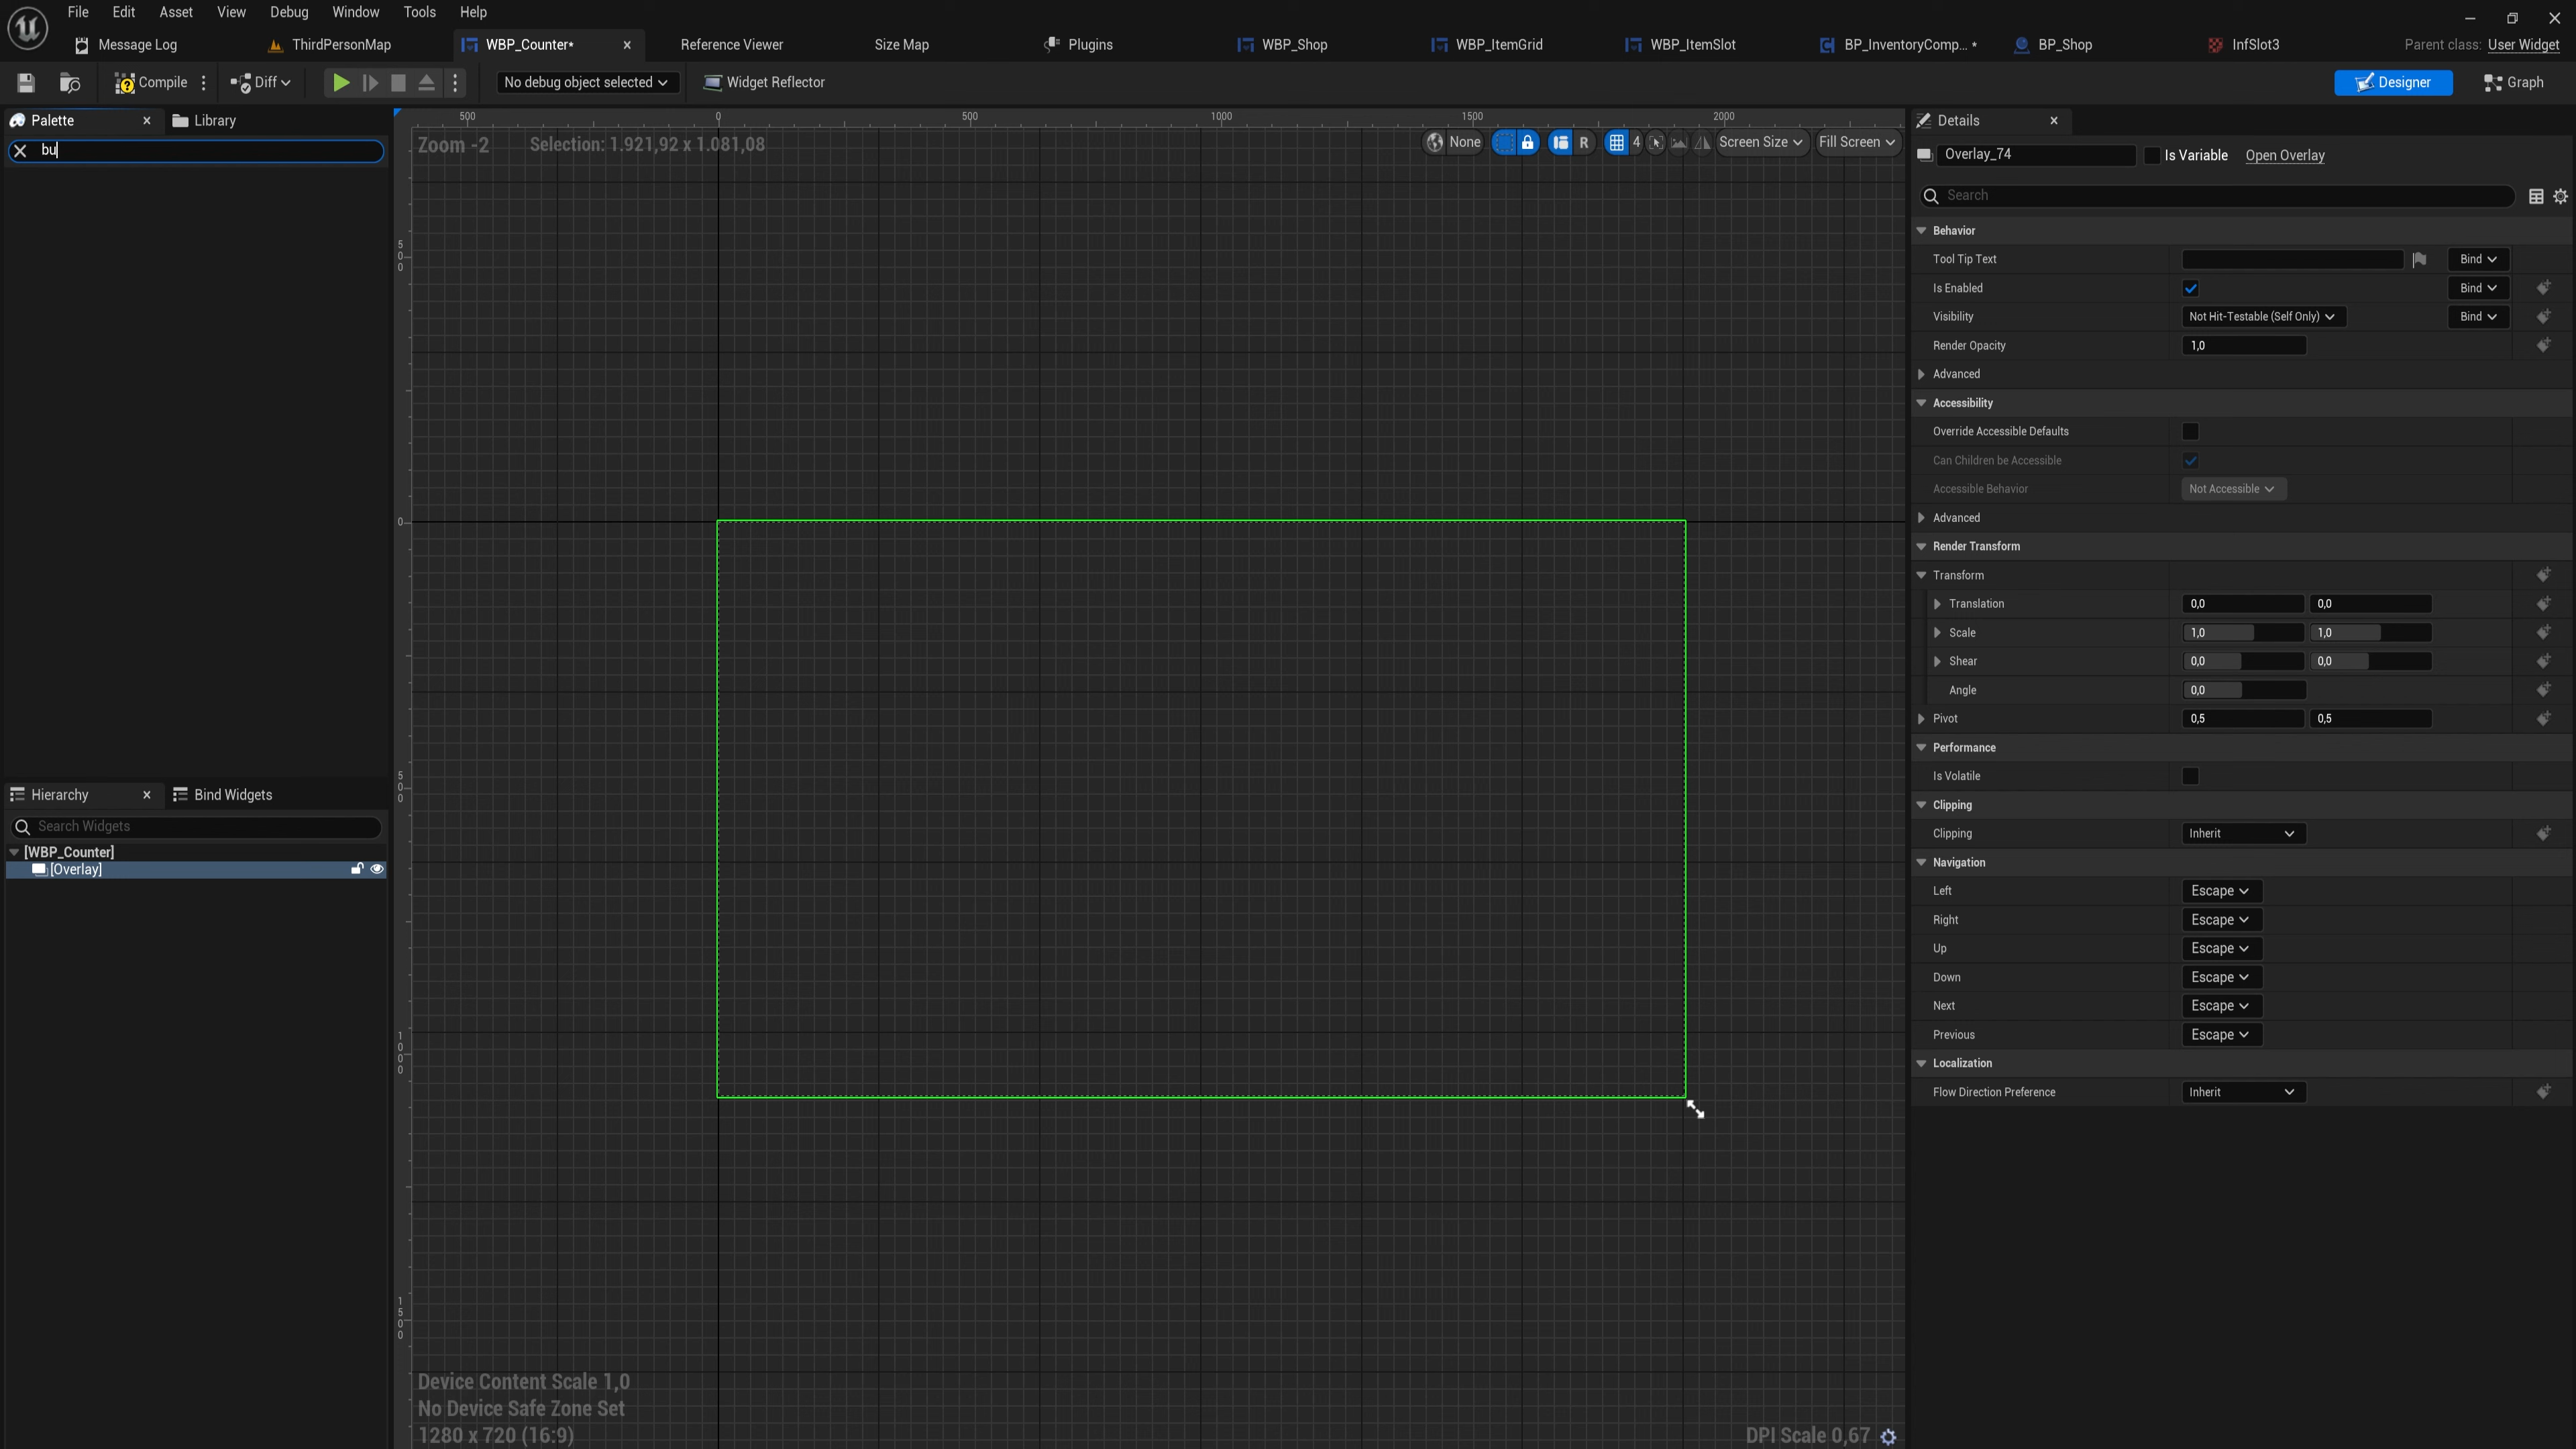 File Edit Asset View Debug Window Tools Help
Message Log ThirdPersonMap WBP_Counter* Reference Viewer Size Map Plugins WBP_Shop WBP_ItemGrid WBP_ItemSlot BP_InventoryComp... * BP_Shop InfSlot3 Parent class: User Widget
Compile Diff No debug object selected Widget Reflector Designer Graph
Palette Library
bu
500 0 500 1000 1500 2000
Zoom -2 Selection: 1.921,92 x 1.081,08 None R 4 Screen Size Fill Screen
500
0
500
1000
1500
Device Content Scale 1,0
No Device Safe Zone Set
1280 x 720 (16:9) DPI Scale 0,67
Hierarchy Bind Widgets
Search Widgets
[WBP_Counter]
[Overlay]
Details
Overlay_74 Is Variable Open Overlay
Search
Behavior
Tool Tip Text Bind
Is Enabled Bind
Visibility Not Hit-Testable (Self Only) Bind
Render Opacity 1,0
Advanced
Accessibility
Override Accessible Defaults
Can Children be Accessible
Accessible Behavior Not Accessible
Advanced
Render Transform
Transform
Translation 0,0 0,0
Scale 1,0 1,0
Shear 0,0 0,0
Angle 0,0
Pivot 0,5 0,5
Performance
Is Volatile
Clipping
Clipping Inherit
Navigation
Left Escape
Right Escape
Up Escape
Down Escape
Next Escape
Previous Escape
Localization
Flow Direction Preference Inherit